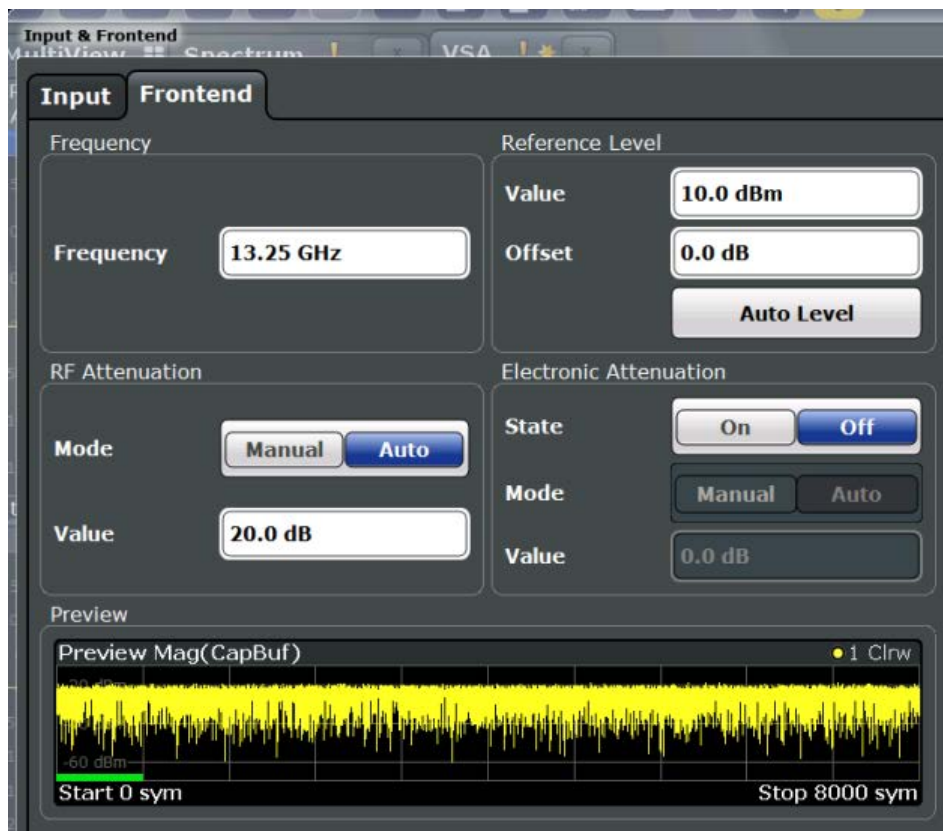 Input & Frontend
MultiView Spectrum ! x VSA ! x
Input Frontend
Frequency
Frequency 13.25 GHz
Reference Level
Value 10.0 dBm
Offset 0.0 dB
Auto Level
RF Attenuation
Mode Manual Auto
Value 20.0 dB
Electronic Attenuation
State On Off
Mode Manual Auto
Value 0.0 dB
Preview
Preview Mag(CapBuf) 1 Clrw
-20 dBm
-60 dBm
Start 0 sym Stop 8000 sym